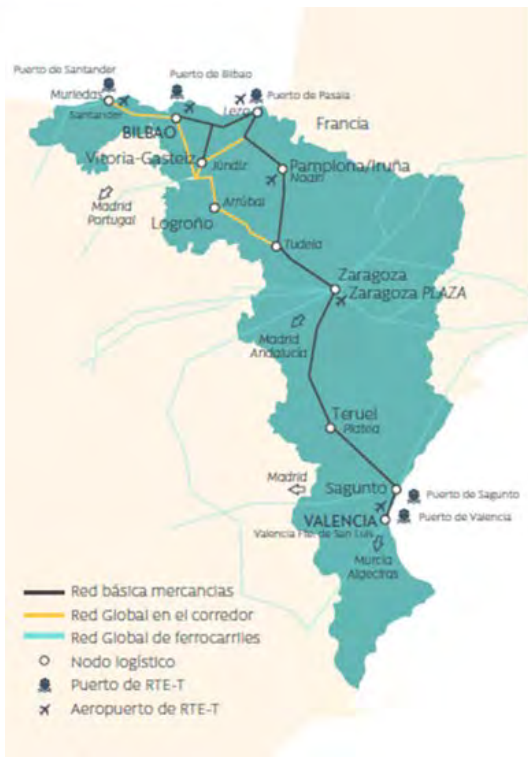 Puerto de Santander
Puerto de Bilbao
Muriedas
Santander
BILBAO
Lezo
Puerto de Pasaia
Francia
Vitoria-Gasteiz
Júndiz
Pamplona/Iruña
Noain
Madrid
Portugal
Arrúbal
Logroño
Tudela
Zaragoza
Zaragoza PLAZA
Madrid
Andalucía
Teruel
Platea
Madrid
Sagunto
Puerto de Sagunto
VALENCIA
Puerto de Valencia
Valencia Fte. de San Luis
Murcia
Algeciras
Red básica mercancias
Red Global en el corredor
Red Global de ferrocarriles
Nodo logístico
Puerto de RTE-T
Aeropuerto de RTE-T